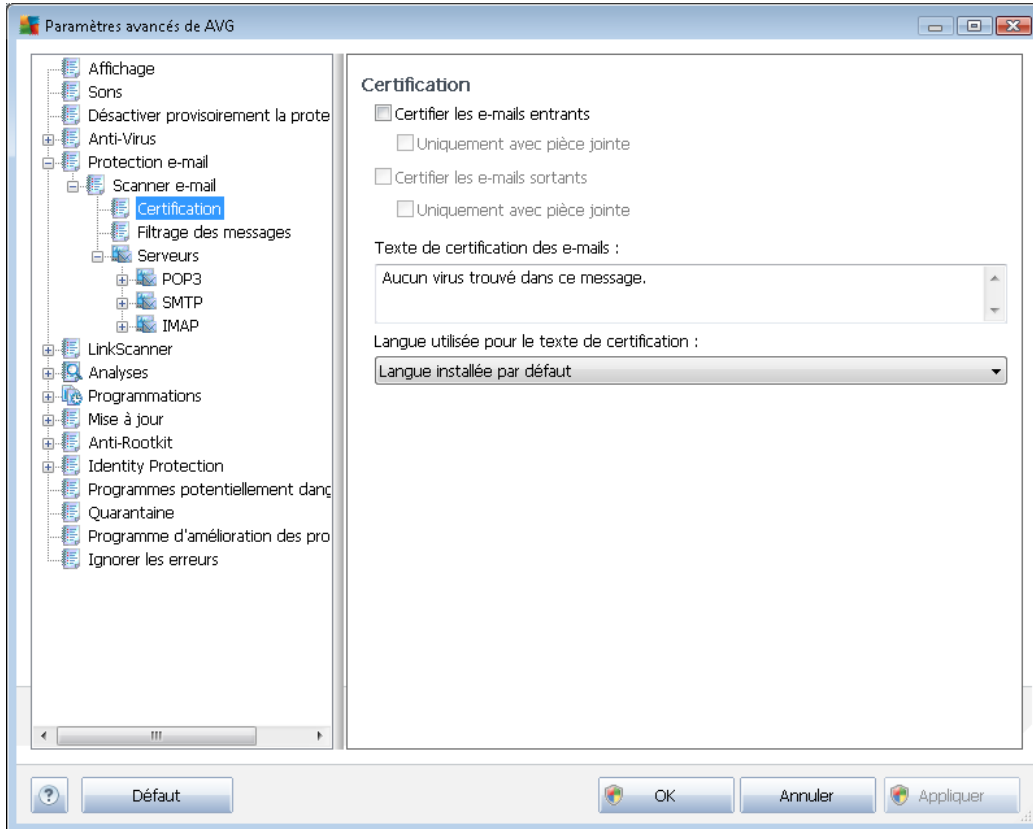 Paramètres avancés de AVG
Affichage
Sons
Désactiver provisoirement la prote
Anti-Virus
Protection e-mail
Scanner e-mail
Certification
Filtrage des messages
Serveurs
POP3
SMTP
IMAP
LinkScanner
Analyses
Programmations
Mise à jour
Anti-Rootkit
Identity Protection
Programmes potentiellement dang
Quarantaine
Programme d'amélioration des pro
Ignorer les erreurs
Certification
Certifier les e-mails entrants
Uniquement avec pièce jointe
Certifier les e-mails sortants
Uniquement avec pièce jointe
Texte de certification des e-mails :
Aucun virus trouvé dans ce message.
Langue utilisée pour le texte de certification :
Langue installée par défaut
? Défaut OK Annuler Appliquer